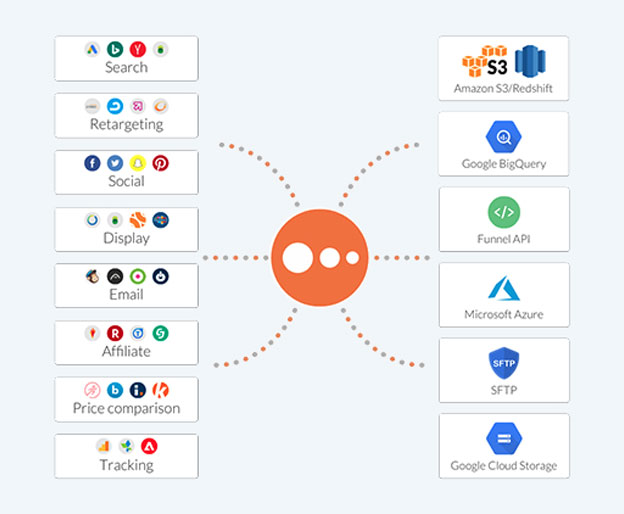 Search
Retargeting
Social
Display
Email
Affiliate
Price comparison
Tracking
S3
Amazon S3/Redshift
Google BigQuery
</>
Funnel API
Microsoft Azure
SFTP
SFTP
Google Cloud Storage